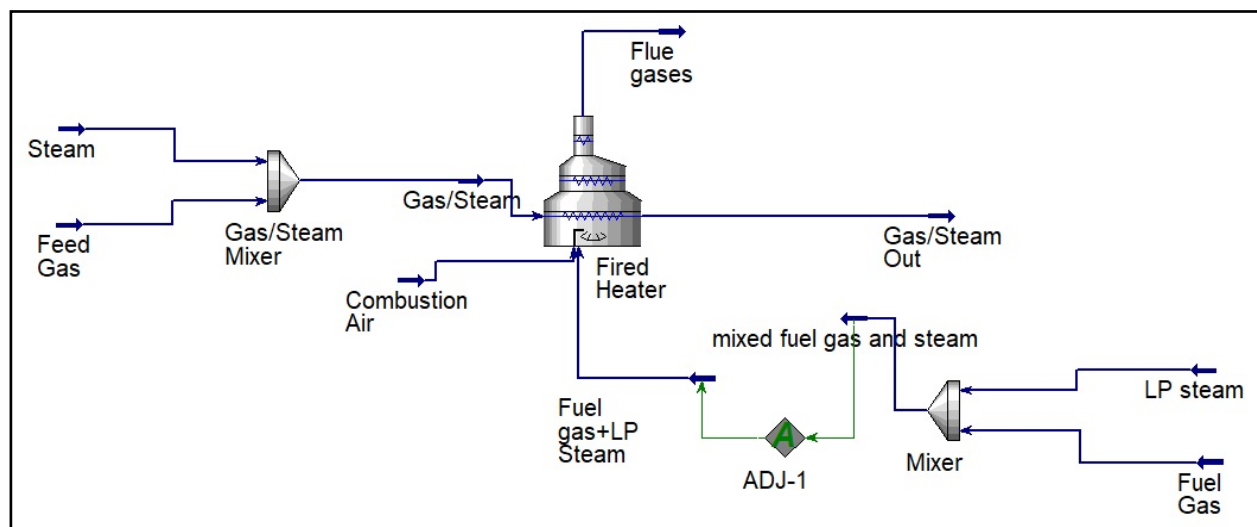 Flue
gases
Steam
Gas/Steam
Feed
Gas
Gas/Steam
Mixer
Gas/Steam
Out
Fired
Heater
Combustion
Air
mixed fuel gas and steam
LP steam
Fuel
gas+LP
Steam
A
ADJ-1
Mixer
Fuel
Gas